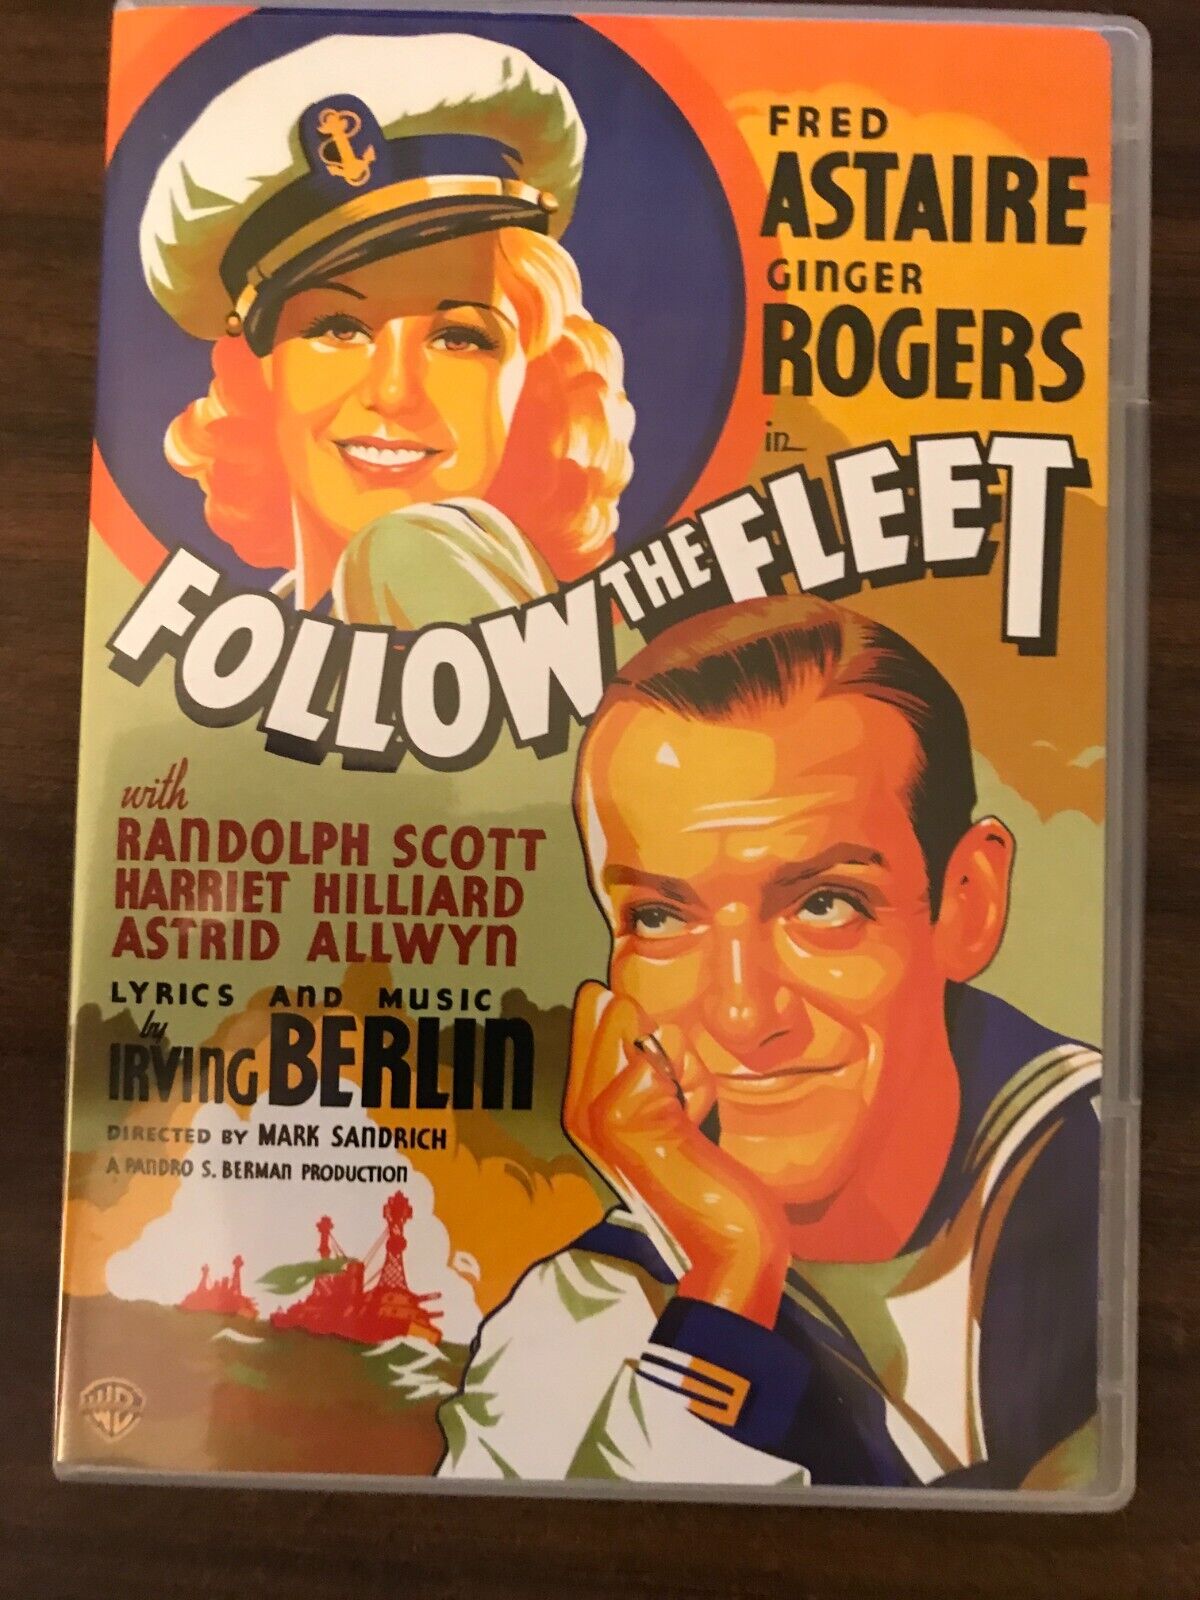 FRED
ASTAIRE
GINGER
ROGERS
in
FOLLOW THE FLEET
with
RANDOLPH SCOTT
HARRIET HILLIARD
ASTRID ALLWYN
LYRICS AND MUSIC
by
IRVING BERLIN
DIRECTED BY MARK SANDRICH
A PANDRO S. BERMAN PRODUCTION
WB